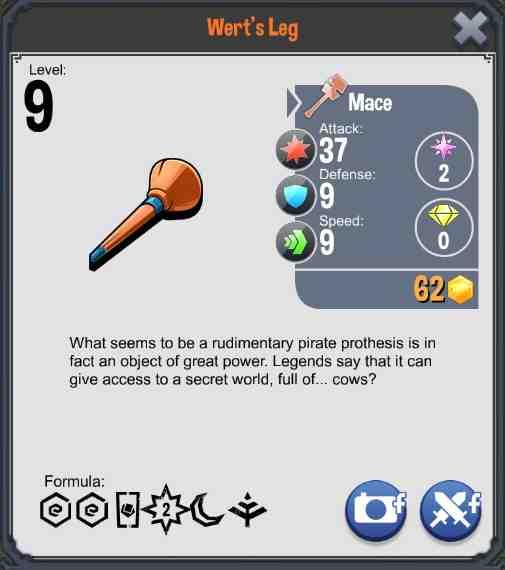 Wert's Leg
Level:
9
Mace
Attack:
37
2
Defense:
9
Speed:
0
9
62
What seems to be a rudimentary pirate prothesis is in
fact an object of great power. Legends say that it can
give access to a secret world, full of... cows?
Formula:
e e 2
f f